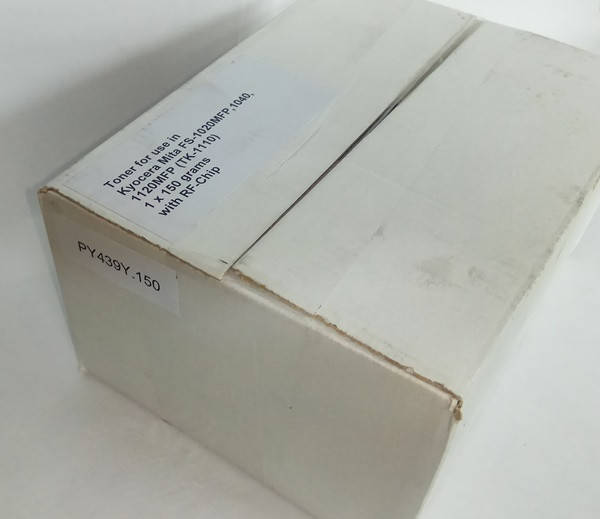 Toner for use in
Kyocera Mita FS-1020MFP,1040,
1120MFP (TK-1110)
1 x 150 grams
with RF-Chip
PY439Y-150